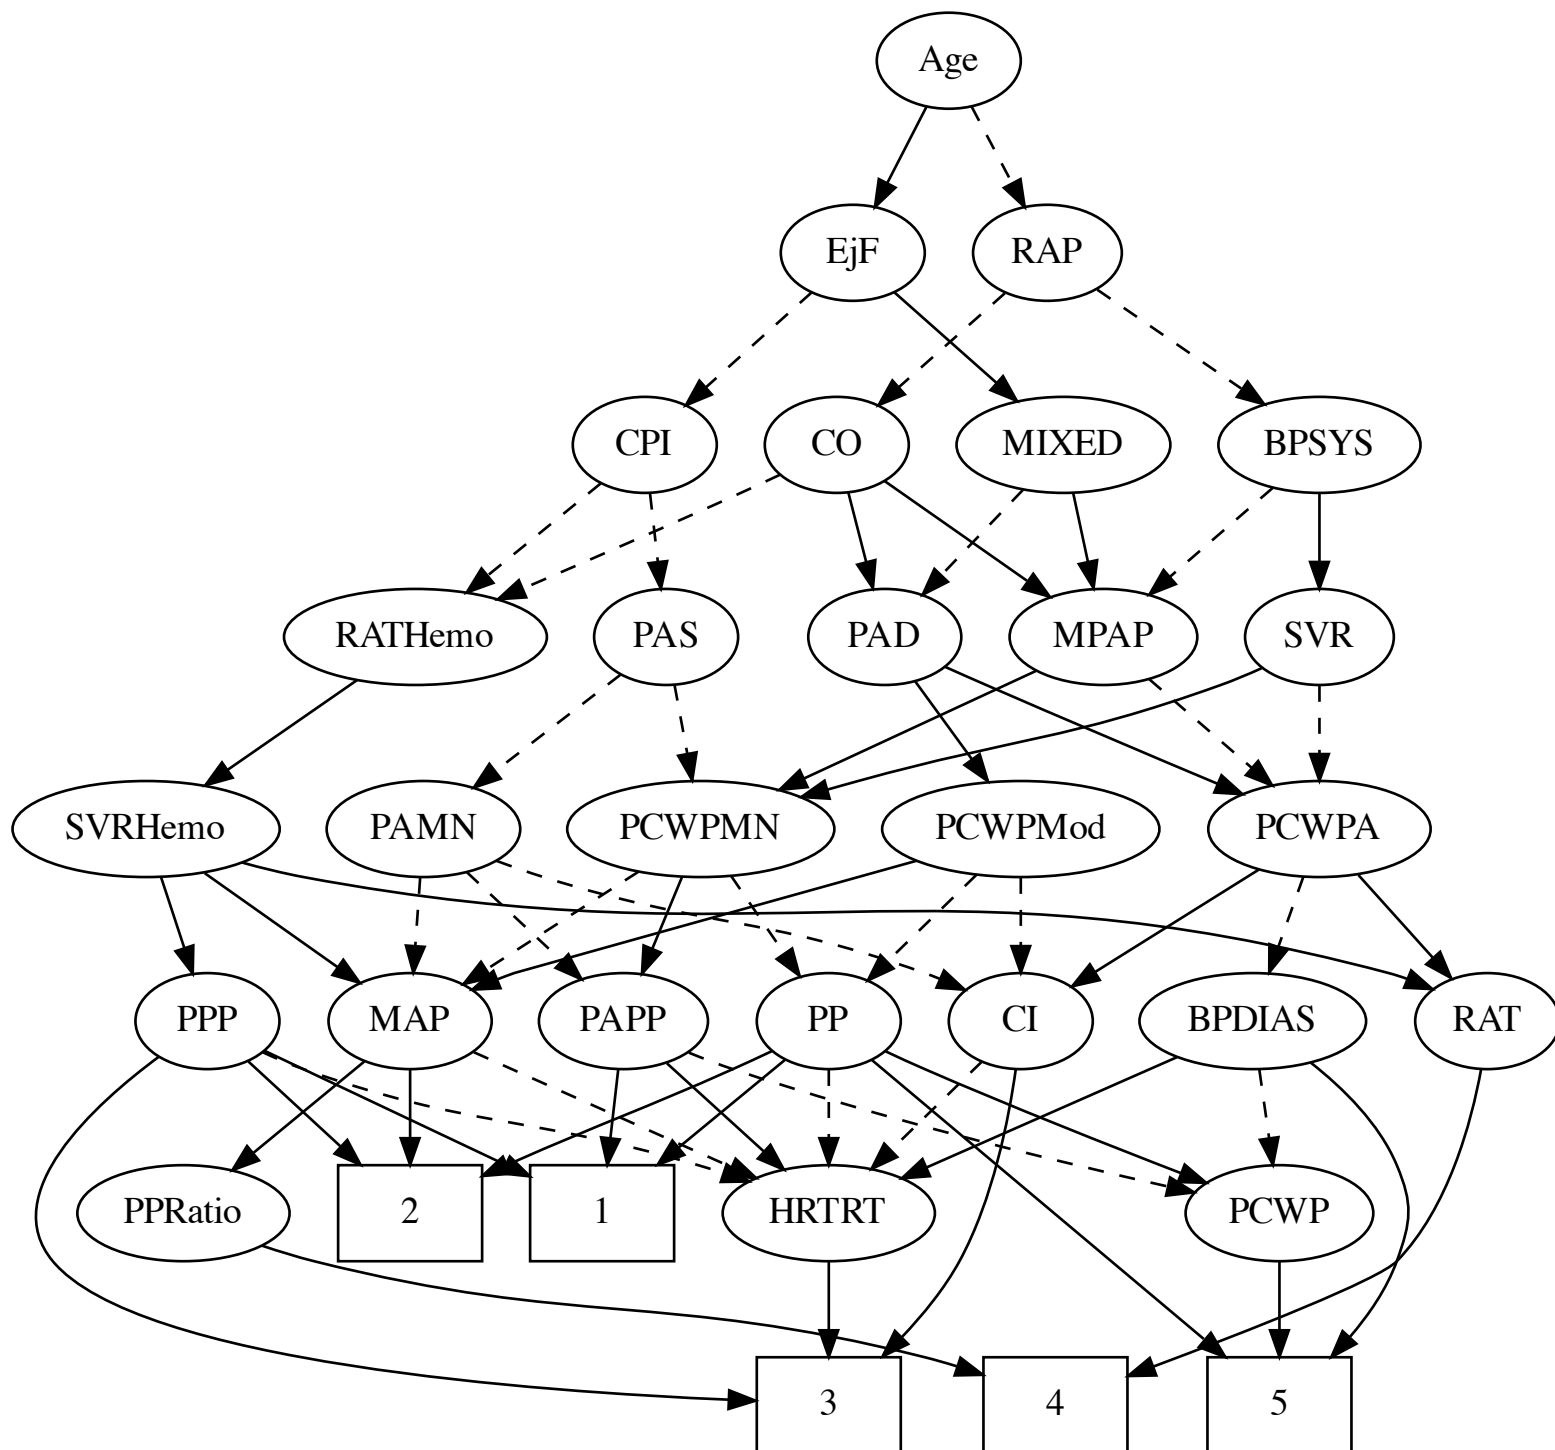 Age
EjF
RAP
CPI
CO
MIXED
BPSYS
RATHemo
PAS
PAD
MPAP
SVR
SVRHemo
PAMN
PCWPMN
PCWPMod
PCWPA
PPP
MAP
PAPP
PP
CI
BPDIAS
RAT
PPRatio
2
1
HRTRT
PCWP
3
4
5